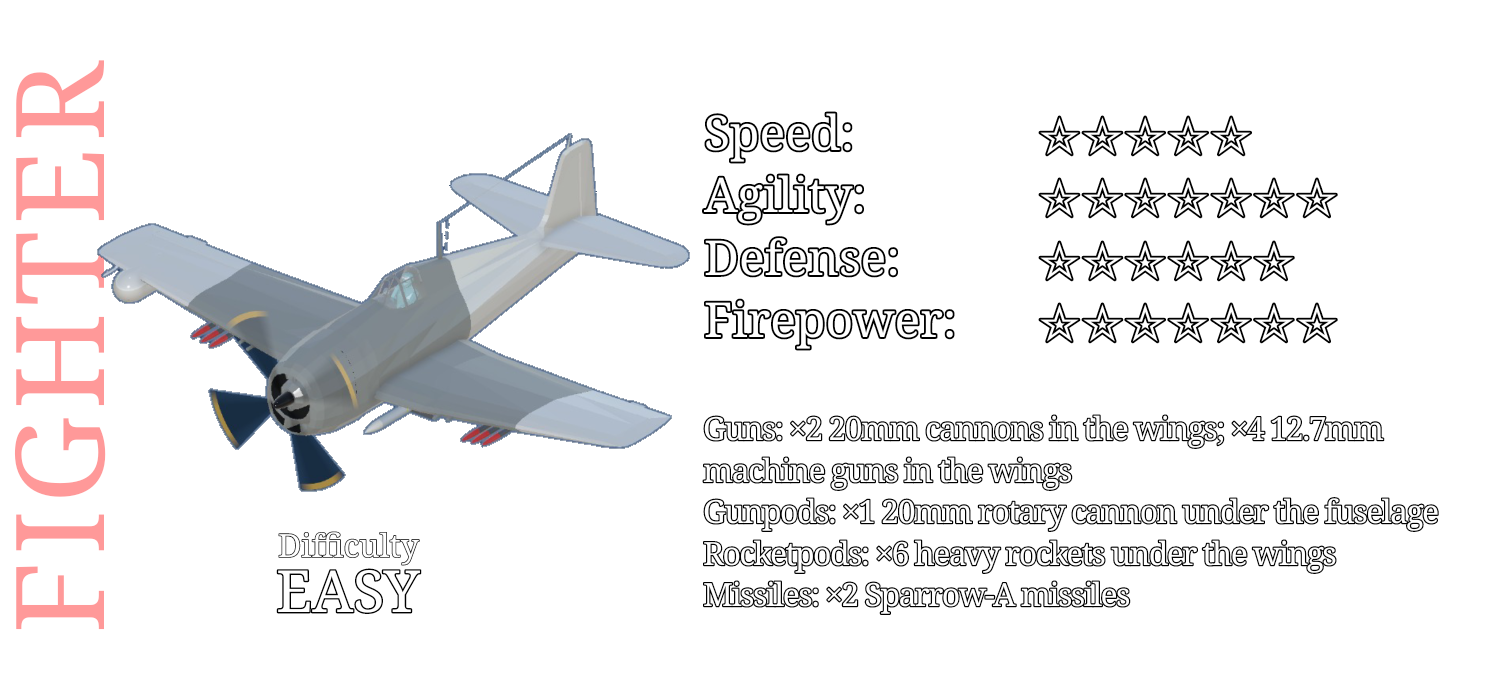 FIGHTER
Speed: ☆☆☆☆☆
Agility: ☆☆☆☆☆☆☆
Defense: ☆☆☆☆☆☆
Firepower: ☆☆☆☆☆☆☆
Guns: ×2 20mm cannons in the wings; ×4 12.7mm
machine guns in the wings
Gunpods: ×1 20mm rotary cannon under the fuselage
Rocketpods: ×6 heavy rockets under the wings
Missiles: ×2 Sparrow-A missiles
Difficulty
EASY